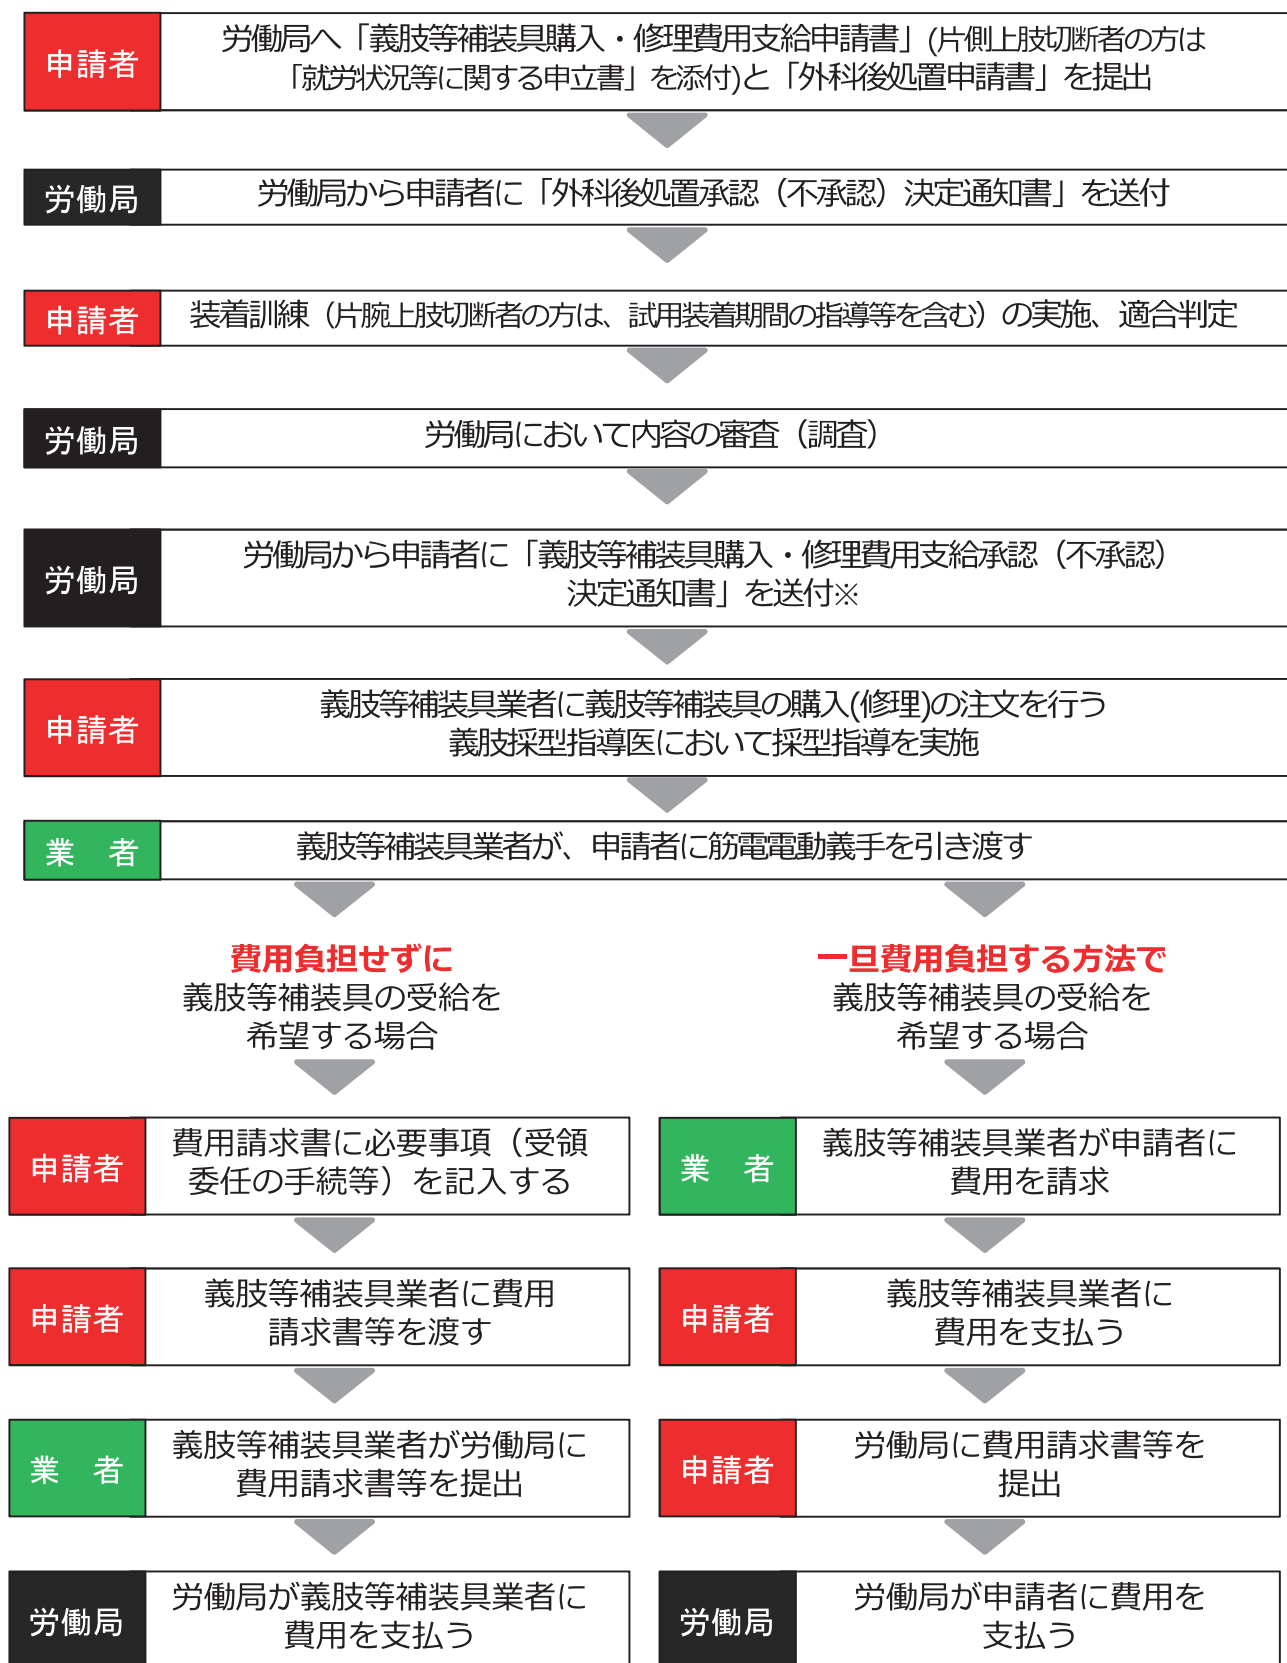 申請者
労働局へ「義肢等補装具購入・修理費用支給申請書」(片側上肢切断者の方は
「就労状況等に関する申立書」を添付)と「外科後処置申請書」を提出
労働局
労働局から申請者に「外科後処置承認（不承認）決定通知書」を送付
申請者
装着訓練（片腕上肢切断者の方は、試用装着期間の指導等を含む）の実施、適合判定
労働局
労働局において内容の審査（調査）
労働局
労働局から申請者に「義肢等補装具購入・修理費用支給承認（不承認）
決定通知書」を送付※
申請者
義肢等補装具業者に義肢等補装具の購入(修理)の注文を行う
義肢採型指導医において採型指導を実施
業　者
義肢等補装具業者が、申請者に筋電電動義手を引き渡す
費用負担せずに
義肢等補装具の受給を
希望する場合
申請者
費用請求書に必要事項（受領
委任の手続等）を記入する
申請者
義肢等補装具業者に費用
請求書等を渡す
業　者
義肢等補装具業者が労働局に
費用請求書等を提出
労働局
労働局が義肢等補装具業者に
費用を支払う
一旦費用負担する方法で
義肢等補装具の受給を
希望する場合
業　者
義肢等補装具業者が申請者に
費用を請求
申請者
義肢等補装具業者に
費用を支払う
申請者
労働局に費用請求書等を
提出
労働局
労働局が申請者に費用を
支払う